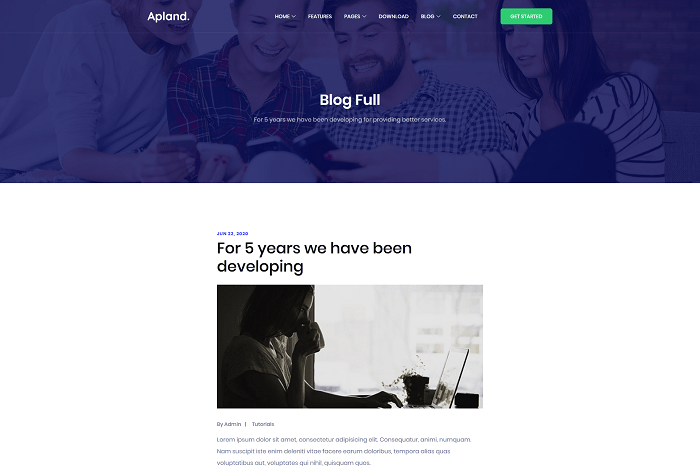 Apland.
HOME FEATURES PAGES DOWNLOAD BLOG CONTACT GET STARTED
Blog Full
For 5 years we have been developing for providing better services.
JUN 22, 2020
For 5 years we have been
developing
By Admin | Tutorials
Lorem ipsum dolor sit amet, consectetur adipisicing elit. Consequatur, animi, numquam.
Nam suscipit iste enim deleniti vitae facere earum doloribus, tempora alias quas
voluptatibus aut, voluptates qui nihil, quisquam quos.